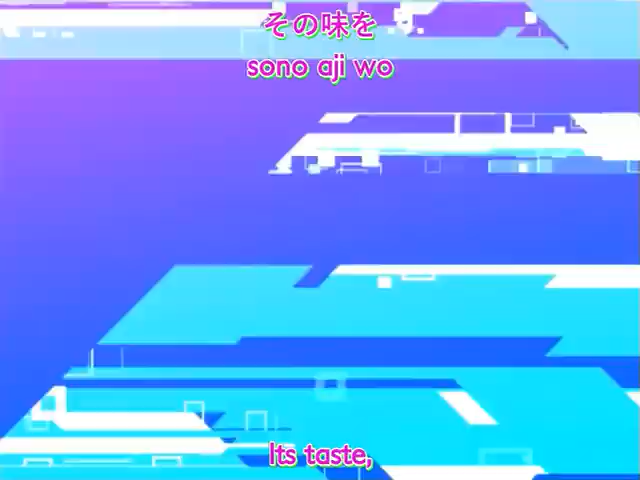 その味を
sono aji wo
Its taste,